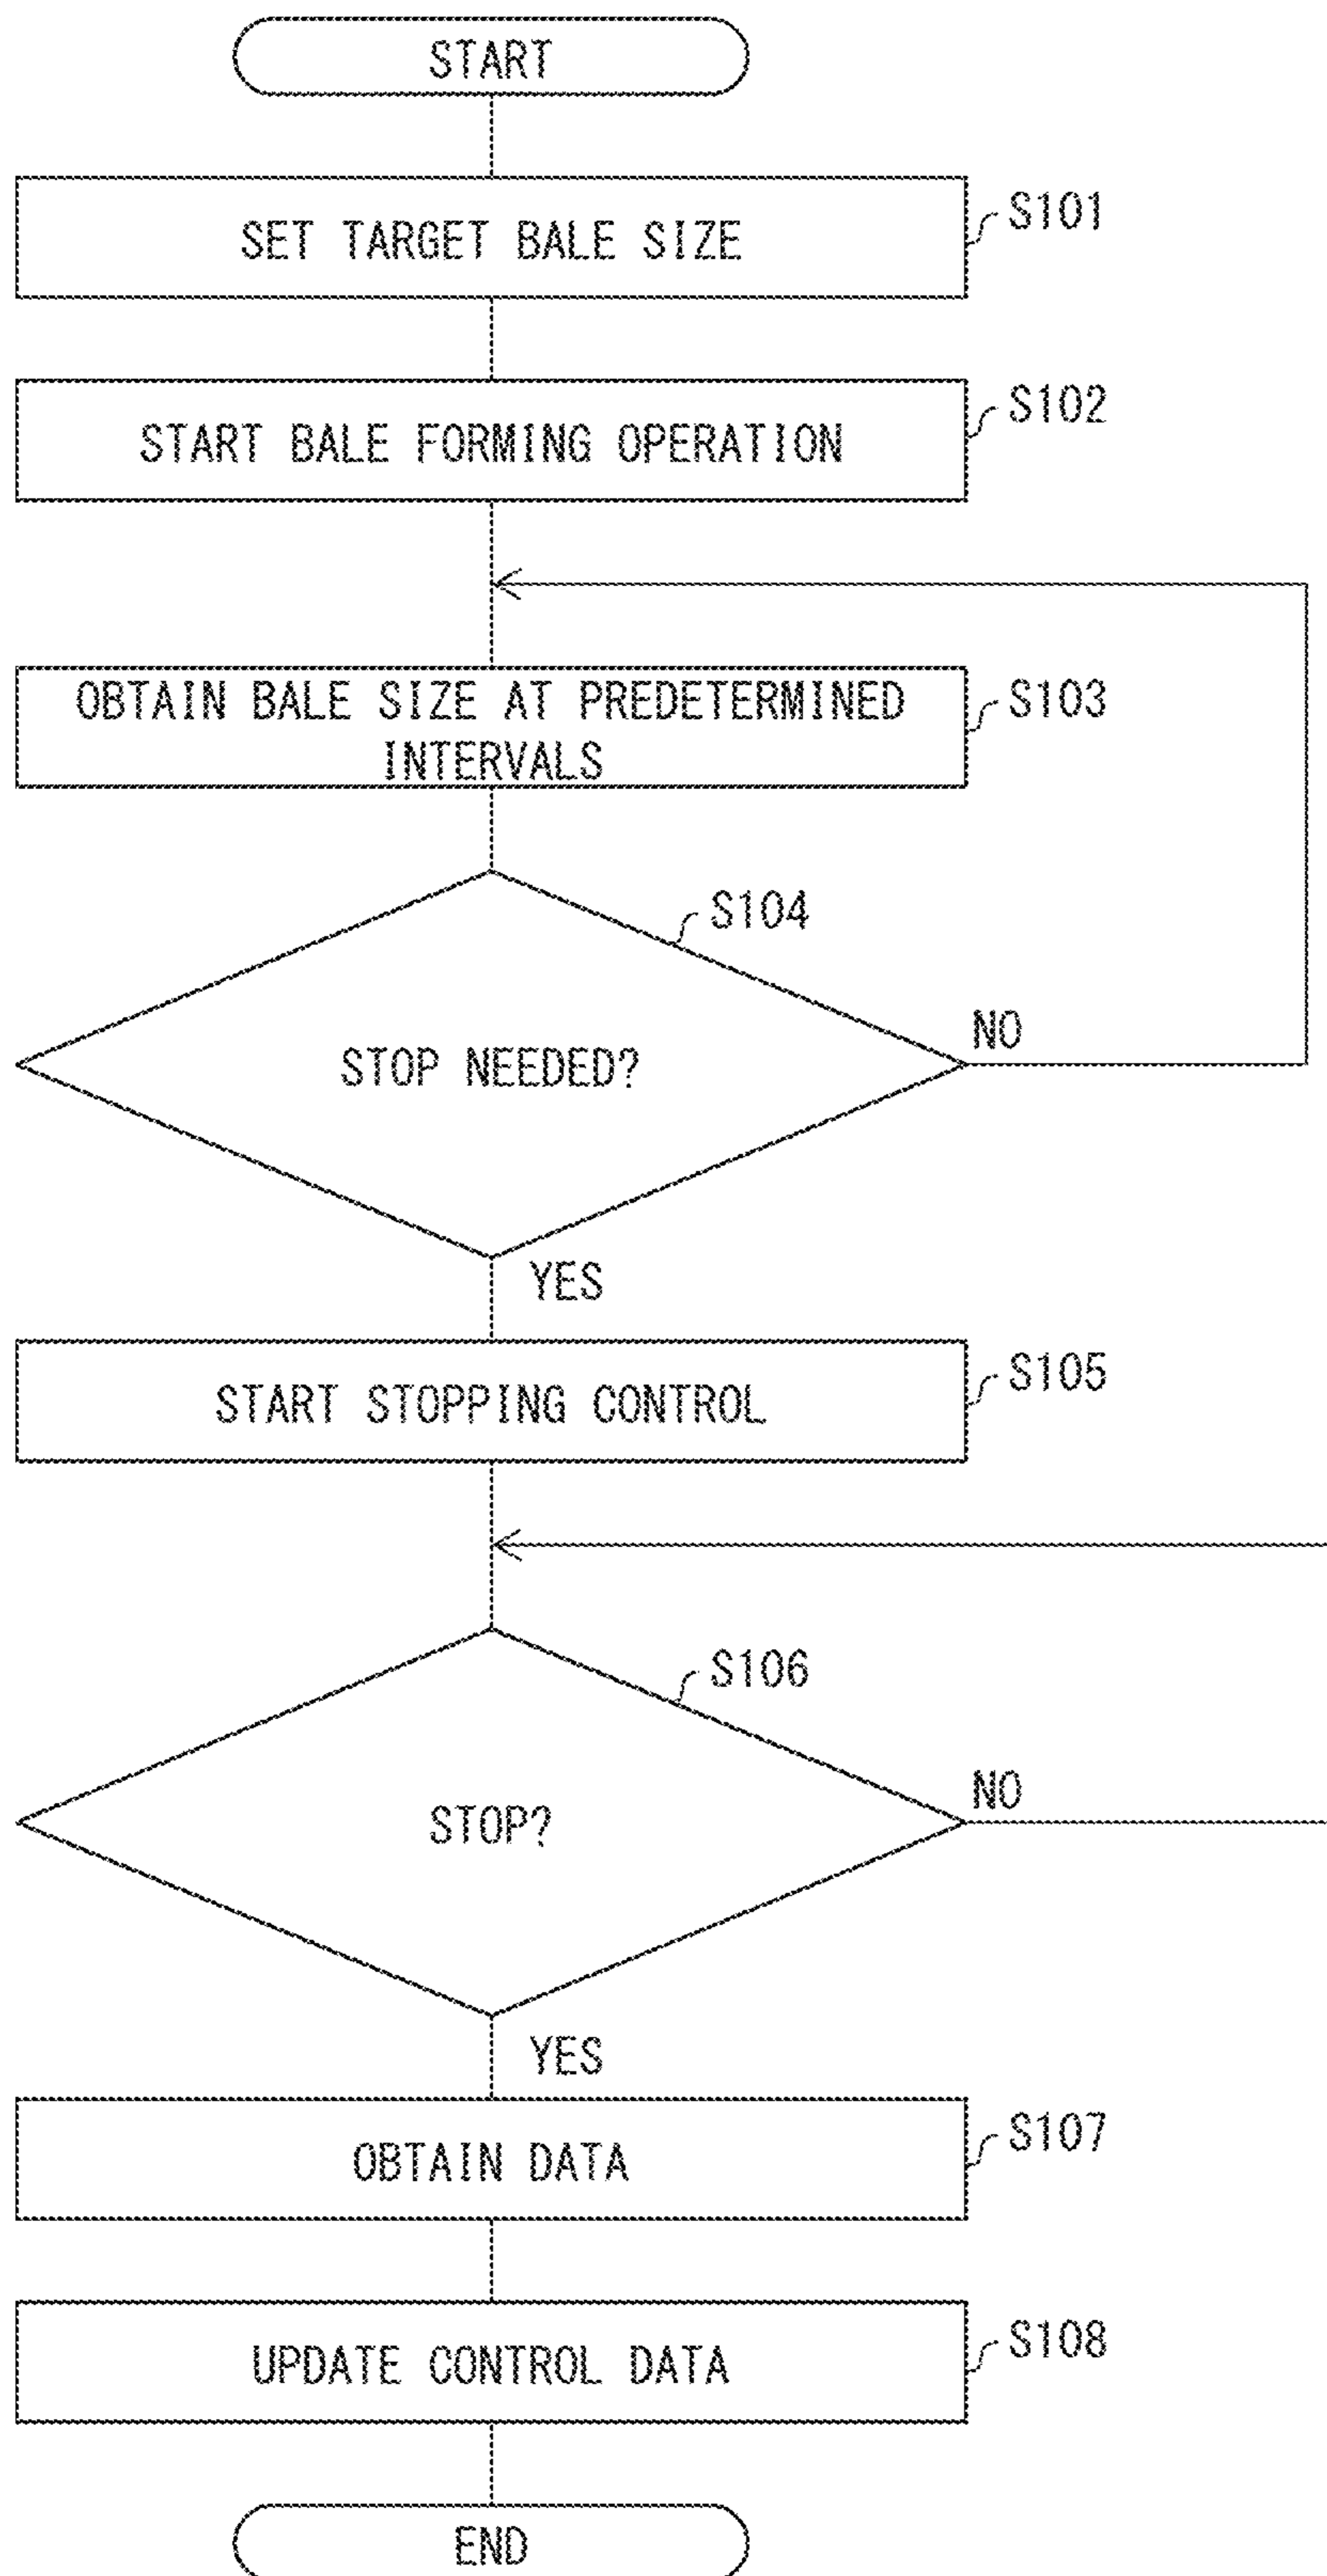 START
SET TARGET BALE SIZE
S101
START BALE FORMING OPERATION
S102
OBTAIN BALE SIZE AT PREDETERMINED
INTERVALS
S103
S104
STOP NEEDED?
NO
YES
START STOPPING CONTROL
S105
S106
STOP?
NO
YES
OBTAIN DATA
S107
UPDATE CONTROL DATA
S108
END